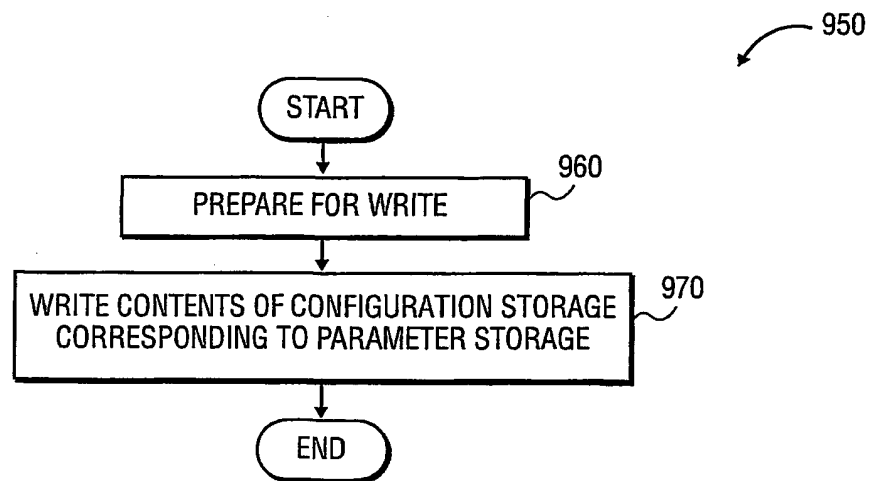 950
START
960
PREPARE FOR WRITE
970
WRITE CONTENTS OF CONFIGURATION STORAGE
CORRESPONDING TO PARAMETER STORAGE
END